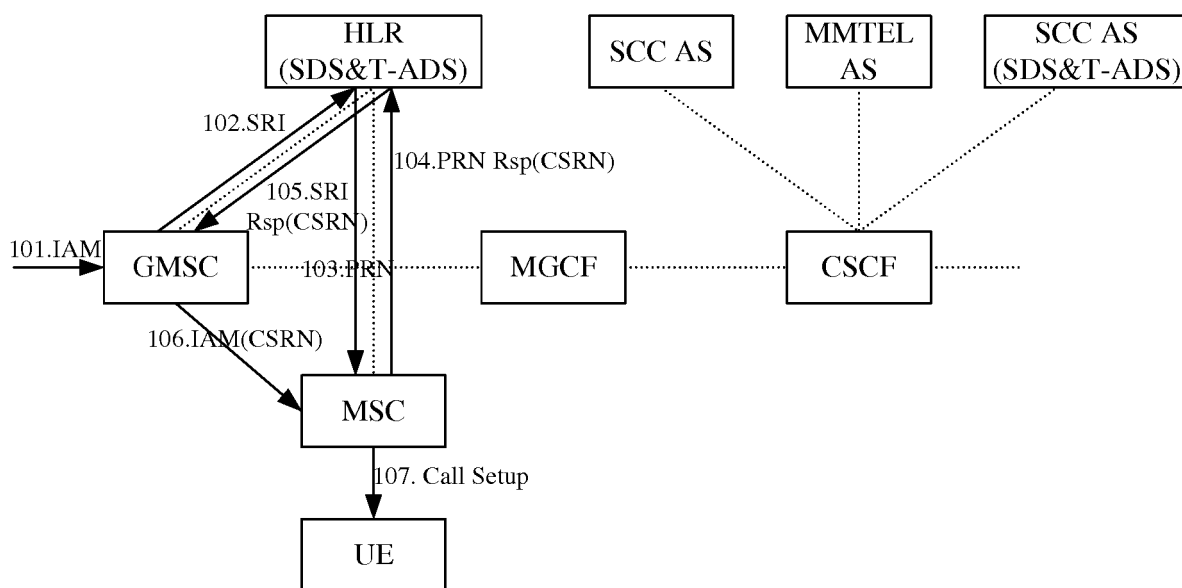 HLR
(SDS&T-ADS)
SCC AS
MMTEL
AS
SCC AS
(SDS&T-ADS)
102.SRI
104.PRN Rsp(CSRN)
105.SRI
Rsp(CSRN)
101.IAM
GMSC
103.PRN
MGCF
CSCF
106.IAM(CSRN)
MSC
107. Call Setup
UE